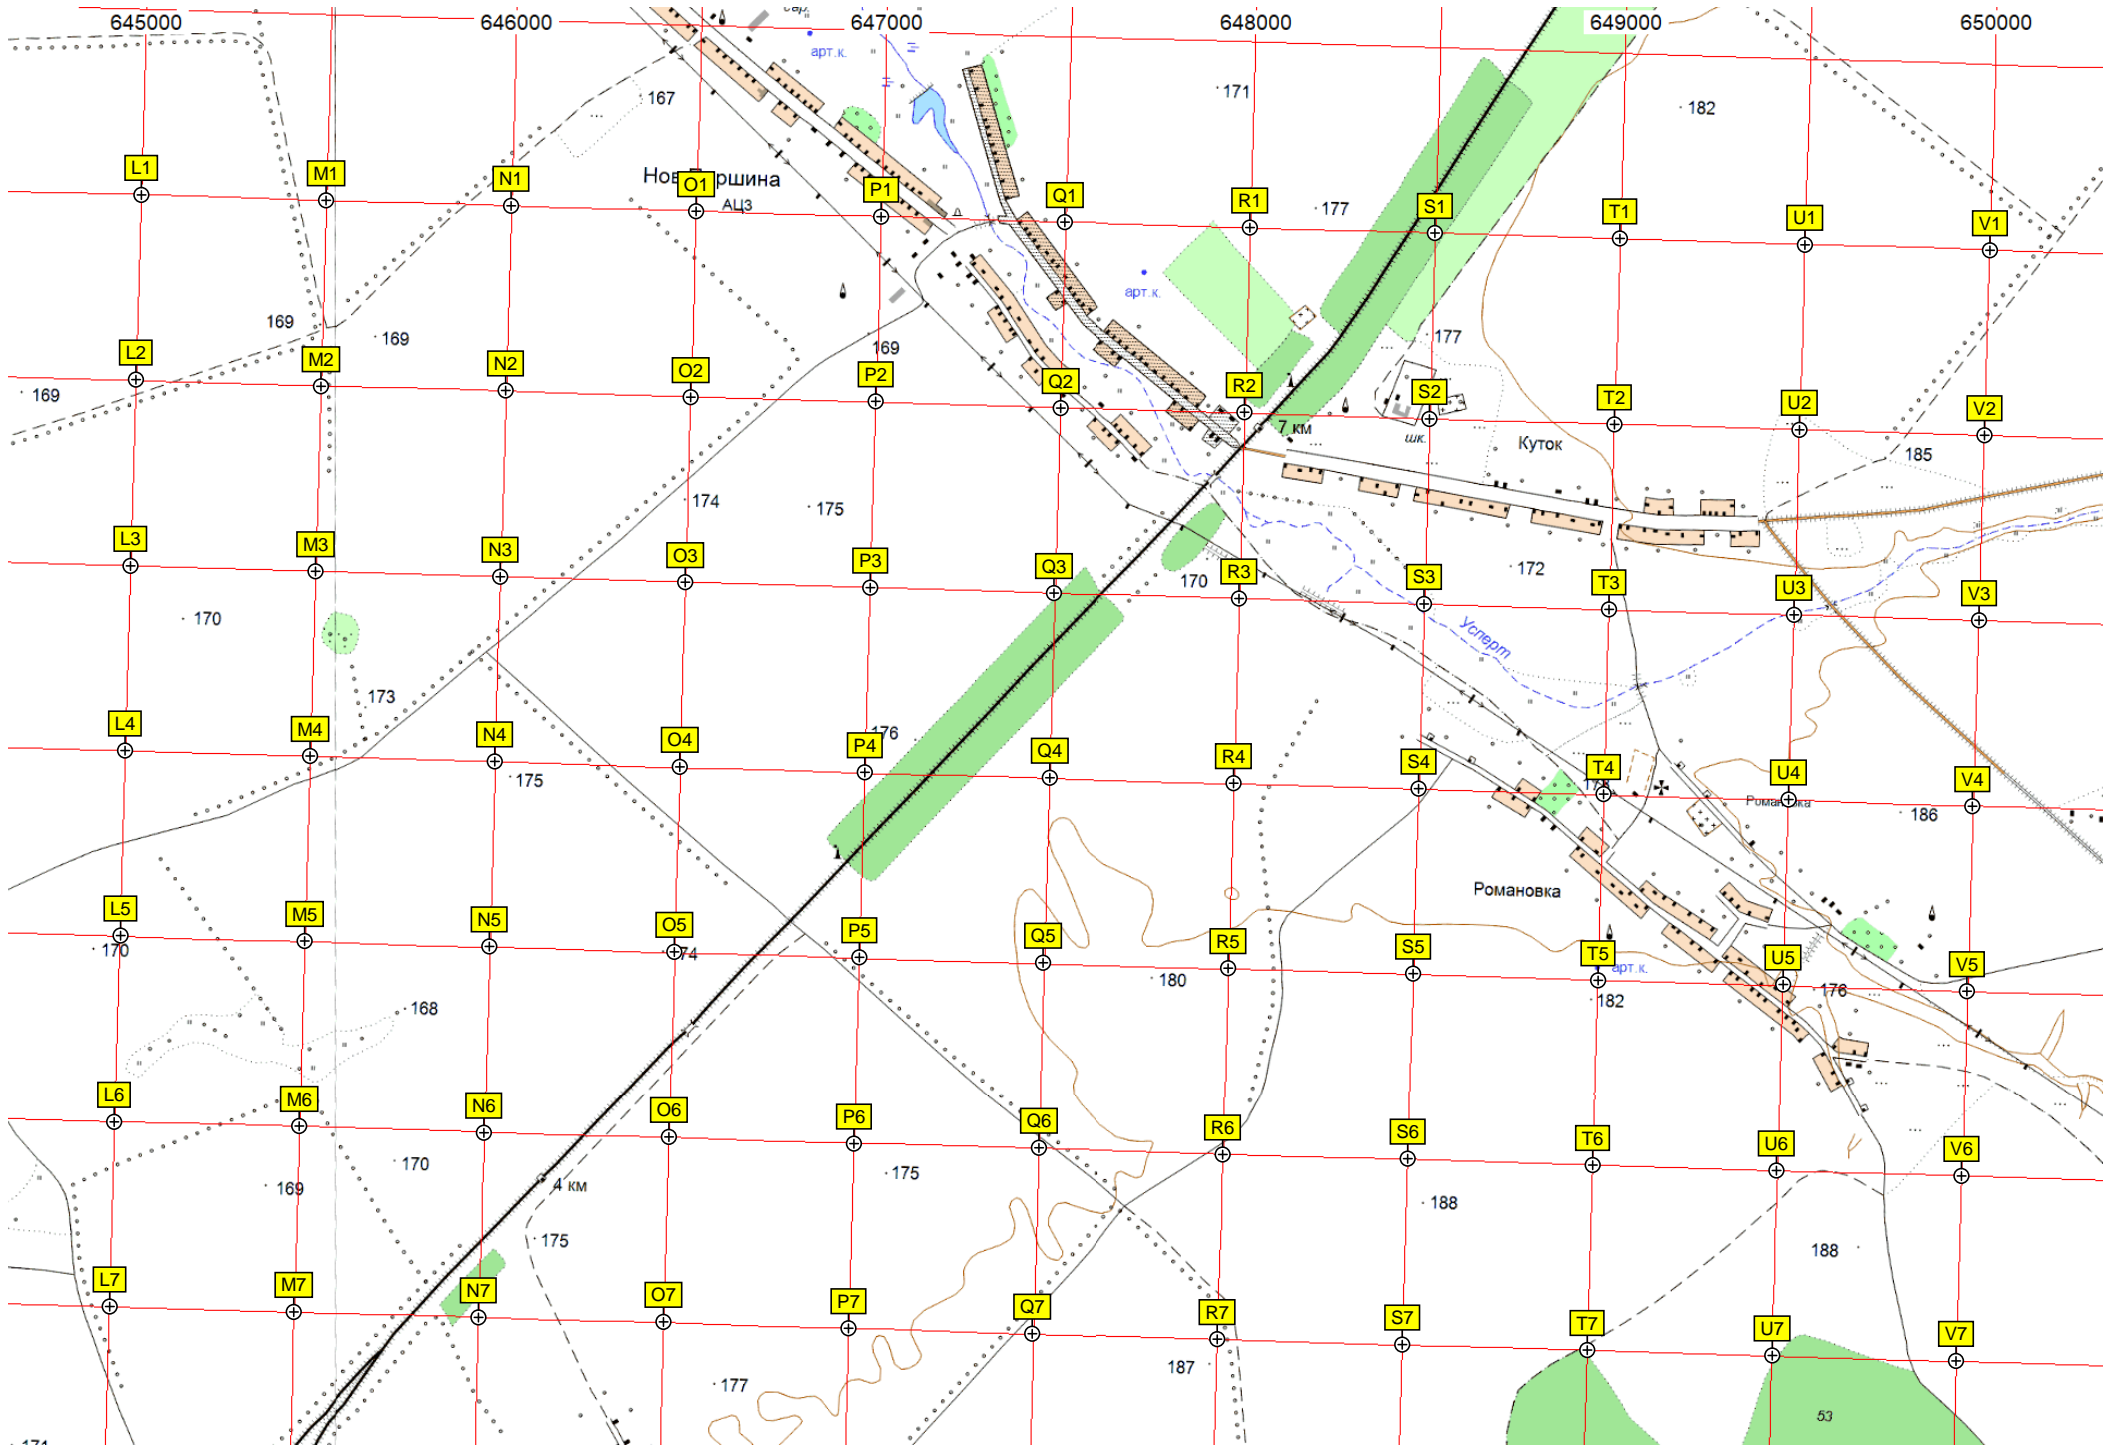 645000 646000 647000 648000 649000 650000
арт.к.
167 171 182
L1 M1 N1 O1 P1 Q1 R1 S1 T1 U1 V1
АЦЗ
177
арт.к.
169 169 169 177
L2 M2 N2 O2 P2 Q2 R2 S2 T2 U2 V2
169
7 км
шк.
Куток
185
174 175
L3 M3 N3 O3 P3 Q3 R3 S3 T3 U3 V3
170 172
170
Усперт
173
176
L4 M4 N4 O4 P4 Q4 R4 S4 T4 U4 V4
175
186
Романовка
L5 M5 N5 O5 P5 Q5 R5 S5 T5 U5 V5
170
арт.к.
180 182 176
168
L6 M6 N6 O6 P6 Q6 R6 S6 T6 U6 V6
170 175
169 4 км
188
175 188
L7 M7 N7 O7 P7 Q7 R7 S7 T7 U7 V7
187
177
53